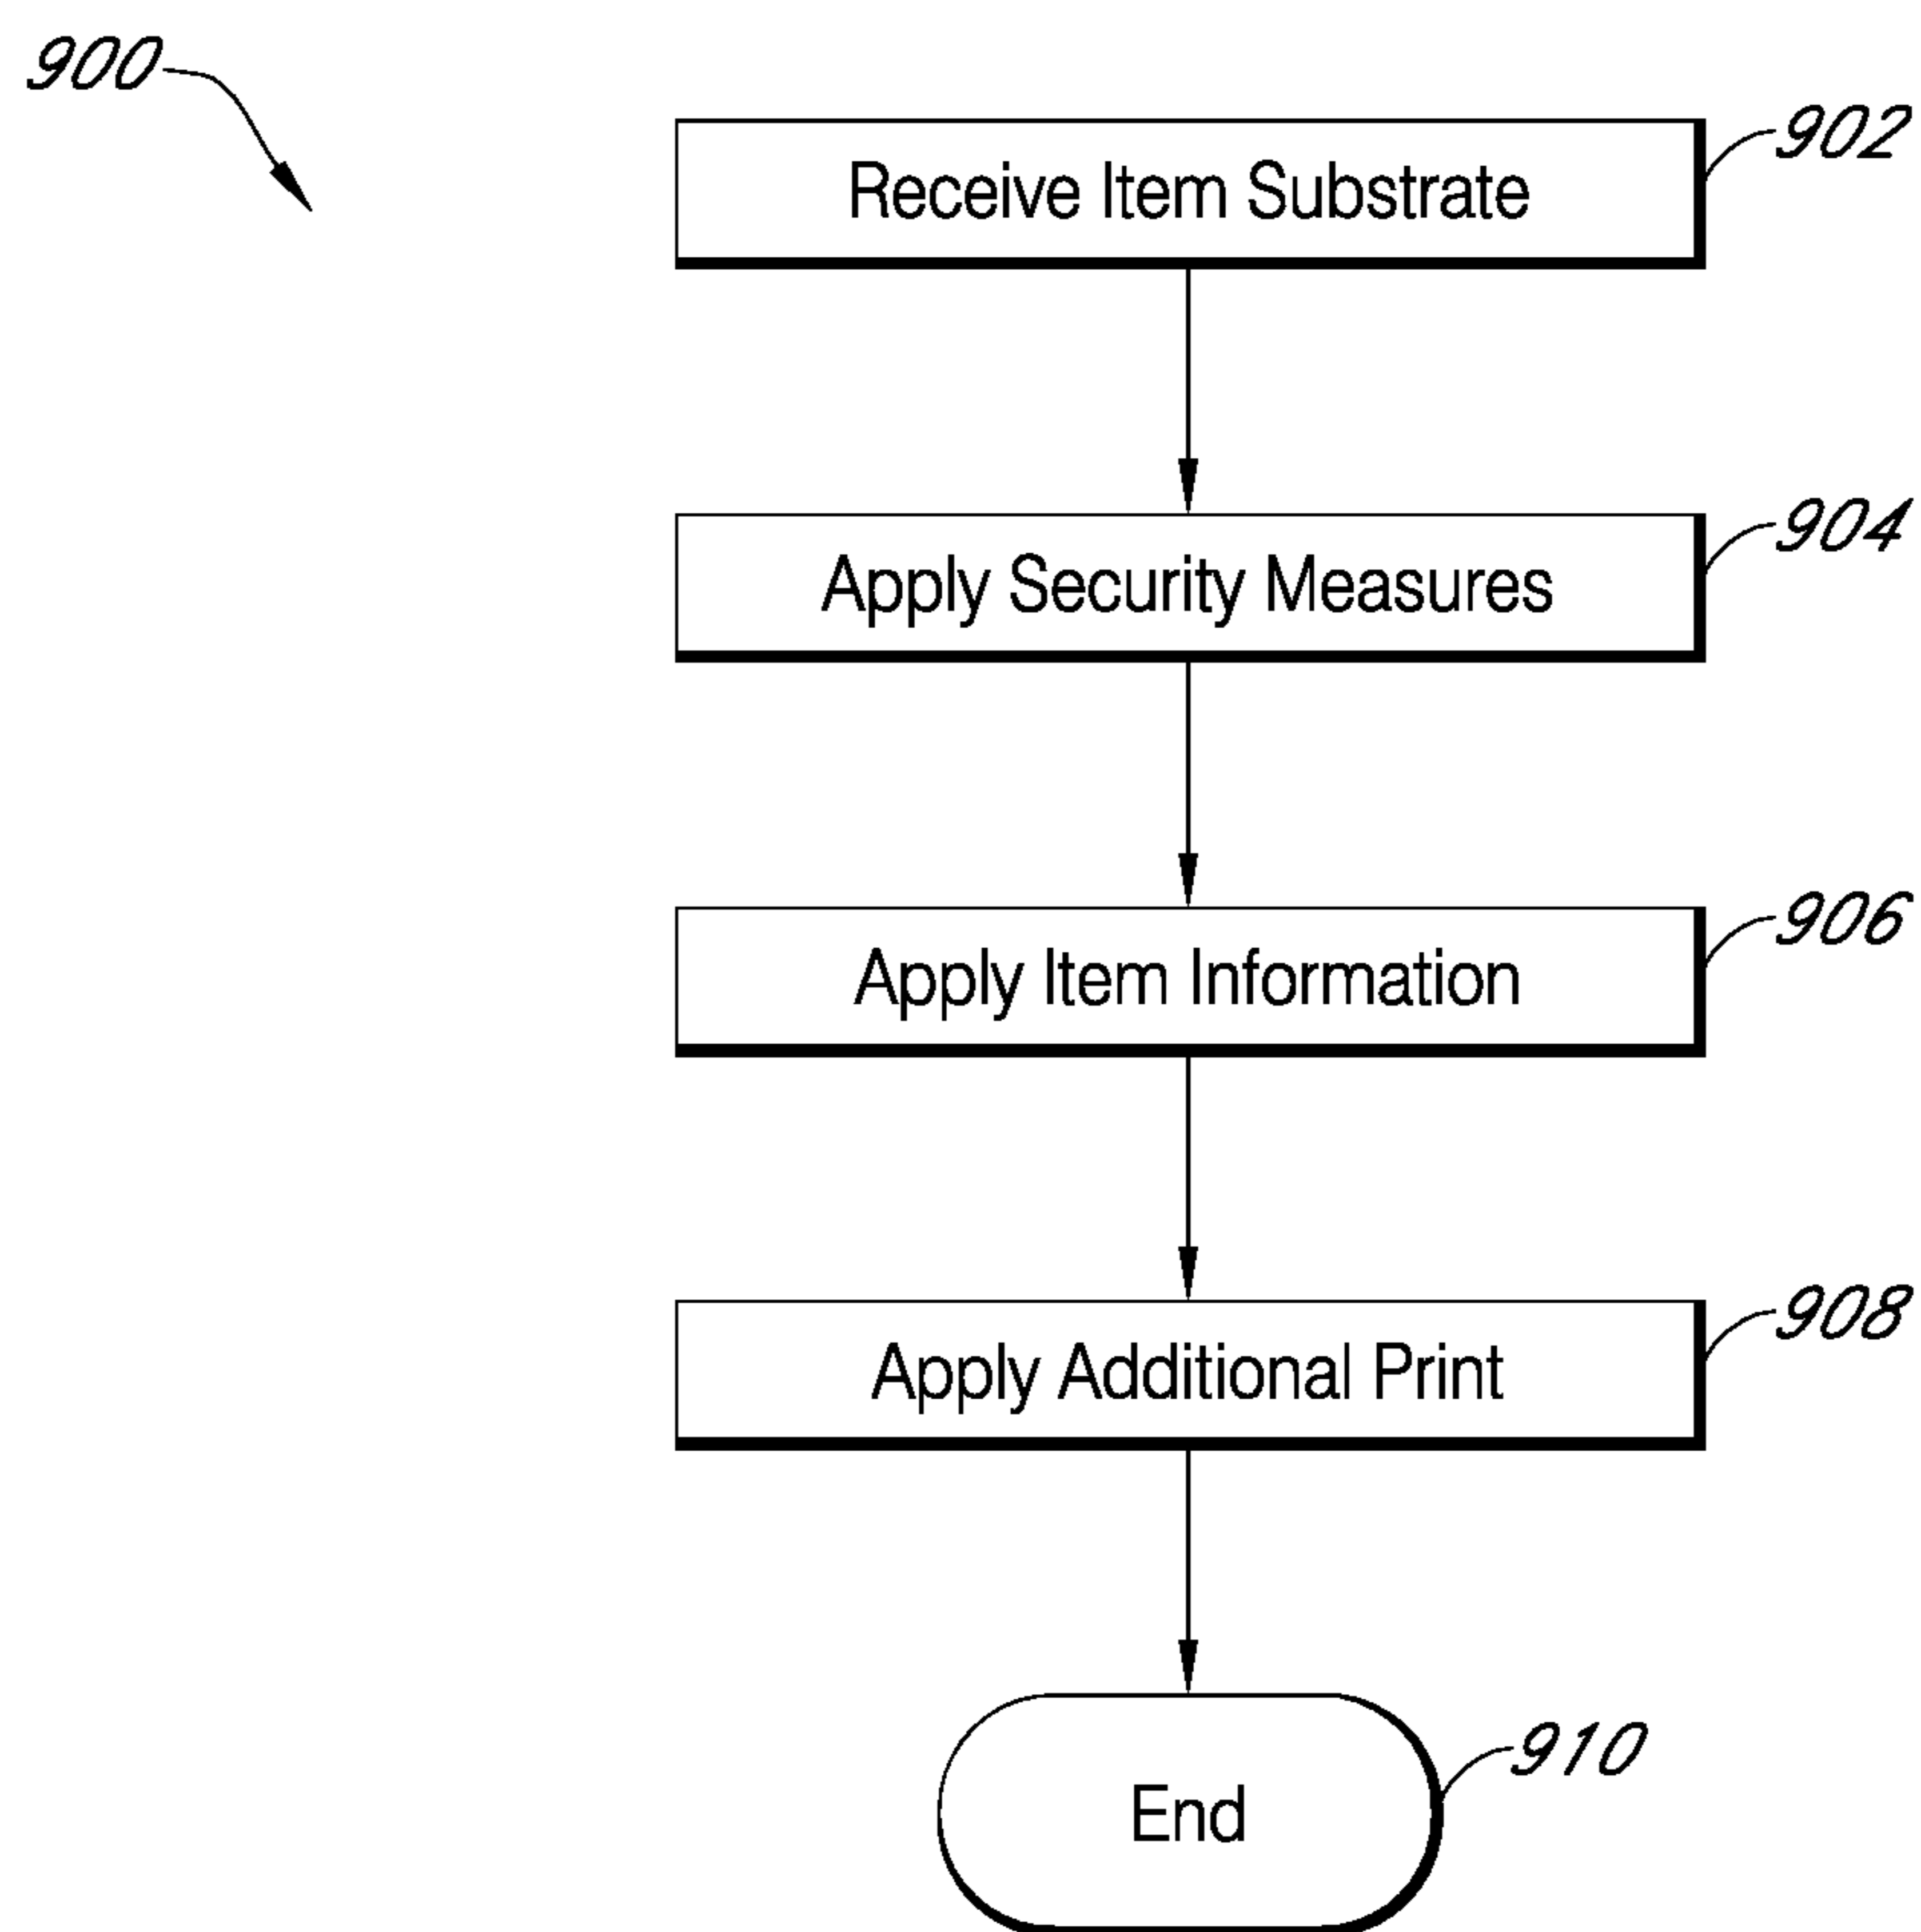 900
Receive Item Substrate
902
Apply Security Measures
904
Apply Item Information
906
Apply Additional Print
908
End
910